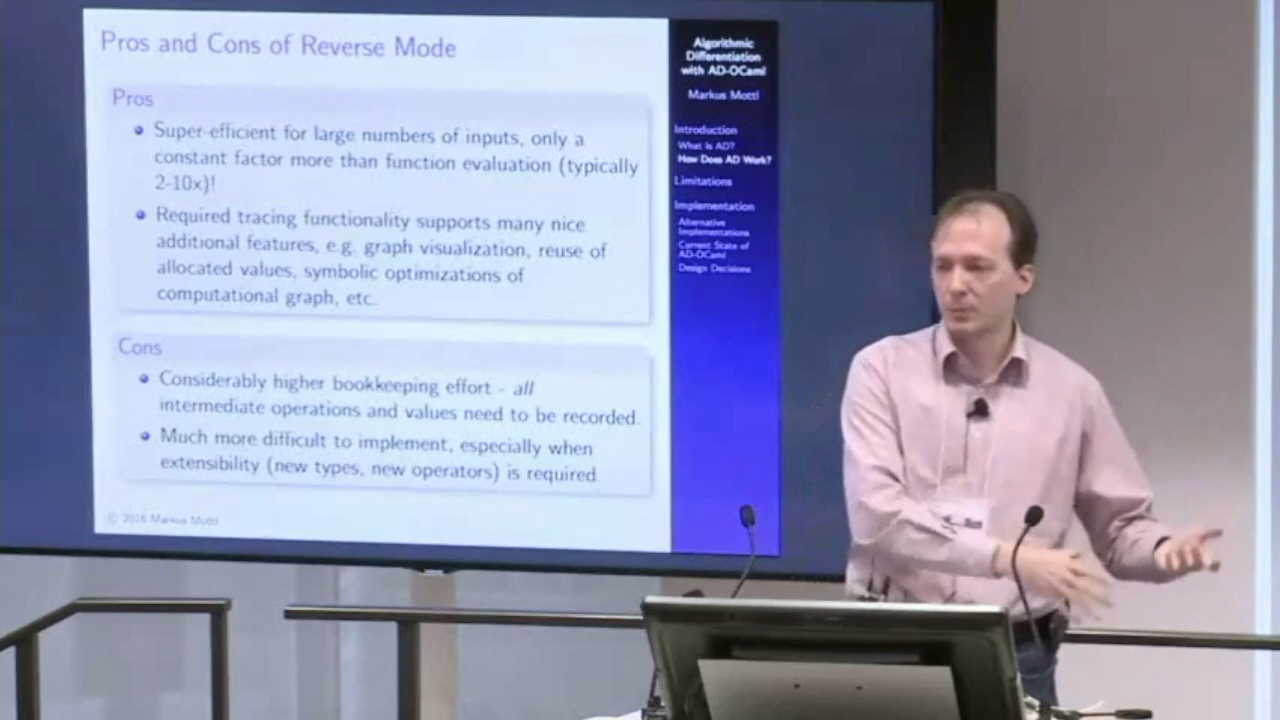 Pros and Cons of Reverse Mode
Pros
Super-efficient for large numbers of inputs, only a
constant factor more than function evaluation (typically
2-10x)!
Required tracing functionality supports many nice
additional features, e.g. graph visualization, reuse of
allocated values, symbolic optimizations of
computational graph, etc.
Cons
Considerably higher bookkeeping effort - all
intermediate operations and values need to be recorded.
Much more difficult to implement, especially when
extensibility (new types, new operators) is required.
© 2016 Markus Mottl
Algorithmic
Differentiation
with AD-OCaml
Markus Mottl
Introduction
What Is AD?
How Does AD Work?
Limitations
Implementation
Alternative
Implementations
Current State of
AD-OCaml
Design Decisions